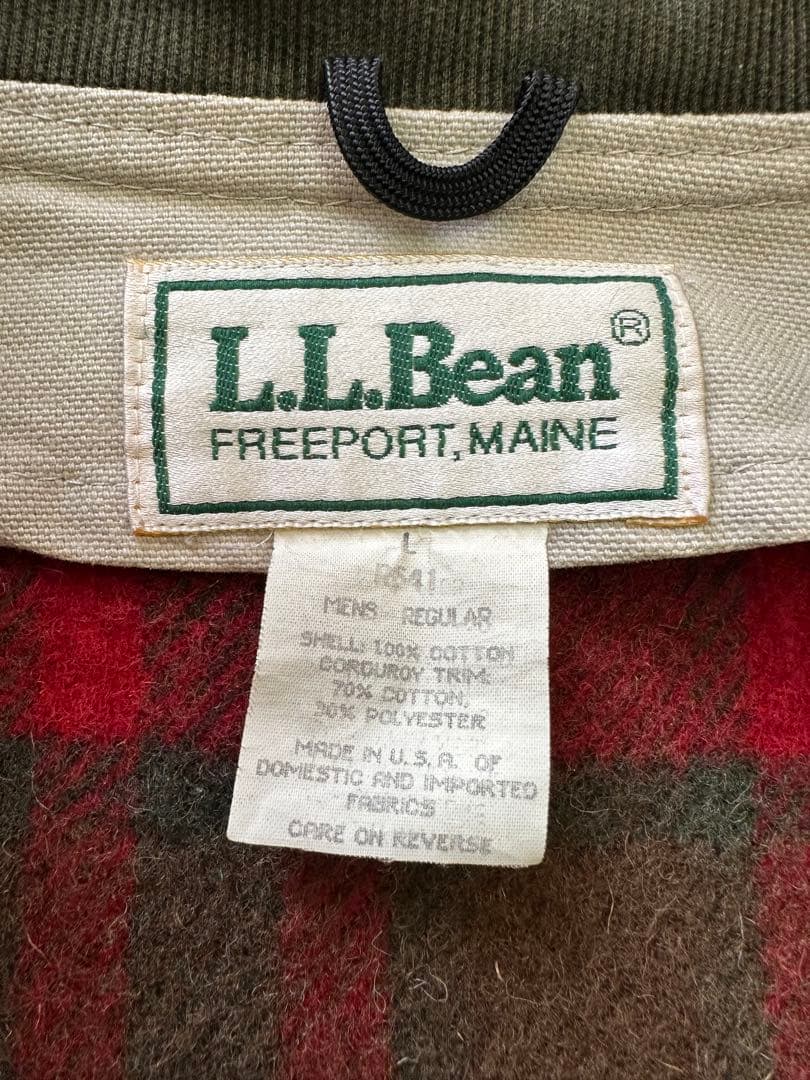 L.L.Bean®
FREEPORT, MAINE
L
MENS REGULAR
SHELL: 100% COTTON
CORDUROY TRIM:
70% COTTON,
30% POLYESTER
MADE IN U.S.A. OF
DOMESTIC AND IMPORTED
FABRICS
CARE ON REVERSE